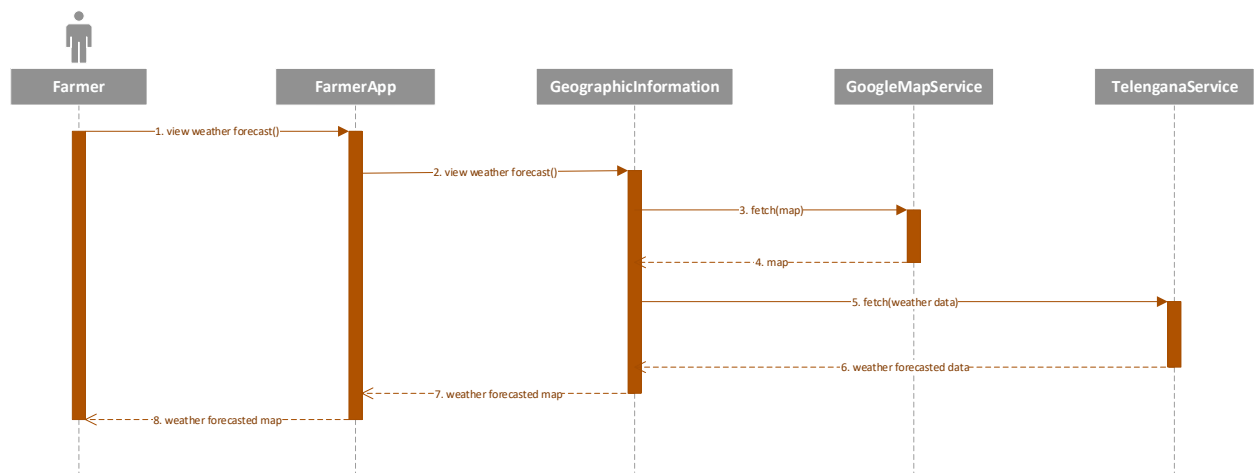 Farmer
FarmerApp
GeographicInformation
GoogleMapService
TelenganaService
1. view weather forecast()
2. view weather forecast()
3. fetch(map)
4. map
5. fetch(weather data)
6. weather forecasted data
7. weather forecasted map
8. weather forecasted map